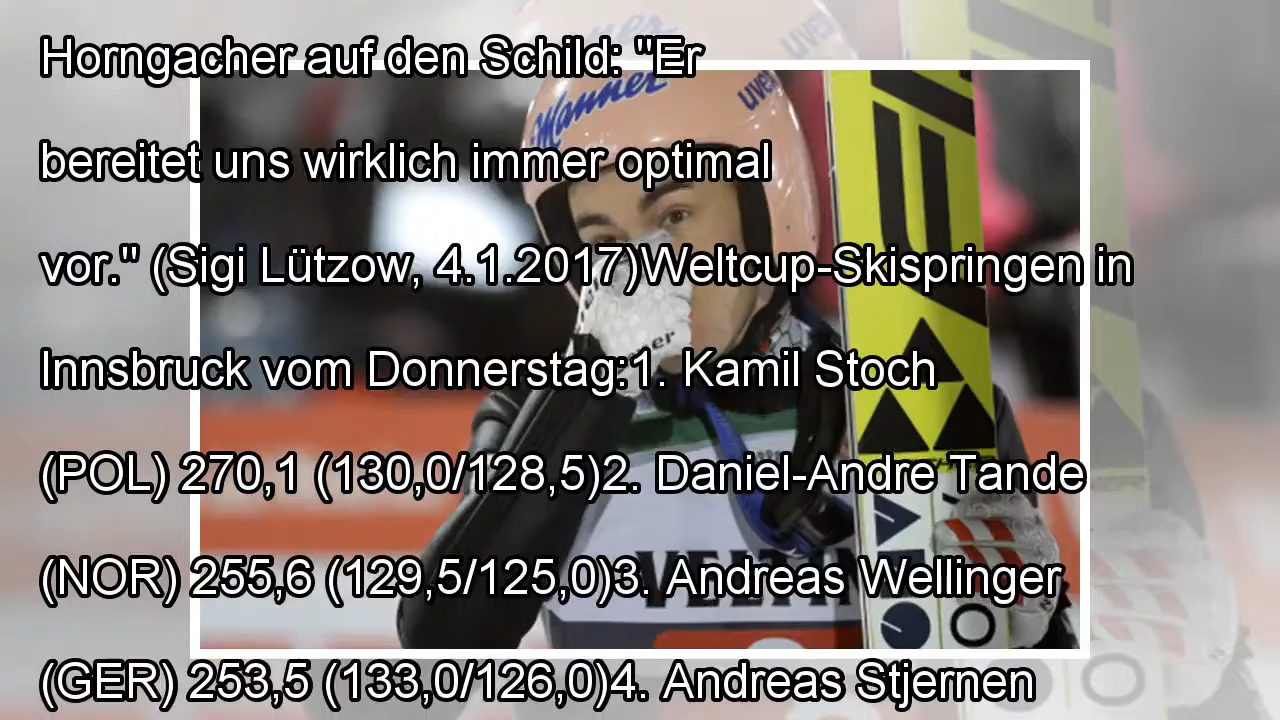 Horngacher auf den Schild: "Er
bereitet uns wirklich immer optimal
vor." (Sigi Lützow, 4.1.2017)Weltcup-Skispringen in
Innsbruck vom Donnerstag:1. Kamil Stoch
(POL) 270,1 (130,0/128,5)2. Daniel-Andre Tande
(NOR) 255,6 (129,5/125,0)3. Andreas Wellinger
(GER) 253,5 (133,0/126,0)4. Andreas Stjernen
Manner
uvex